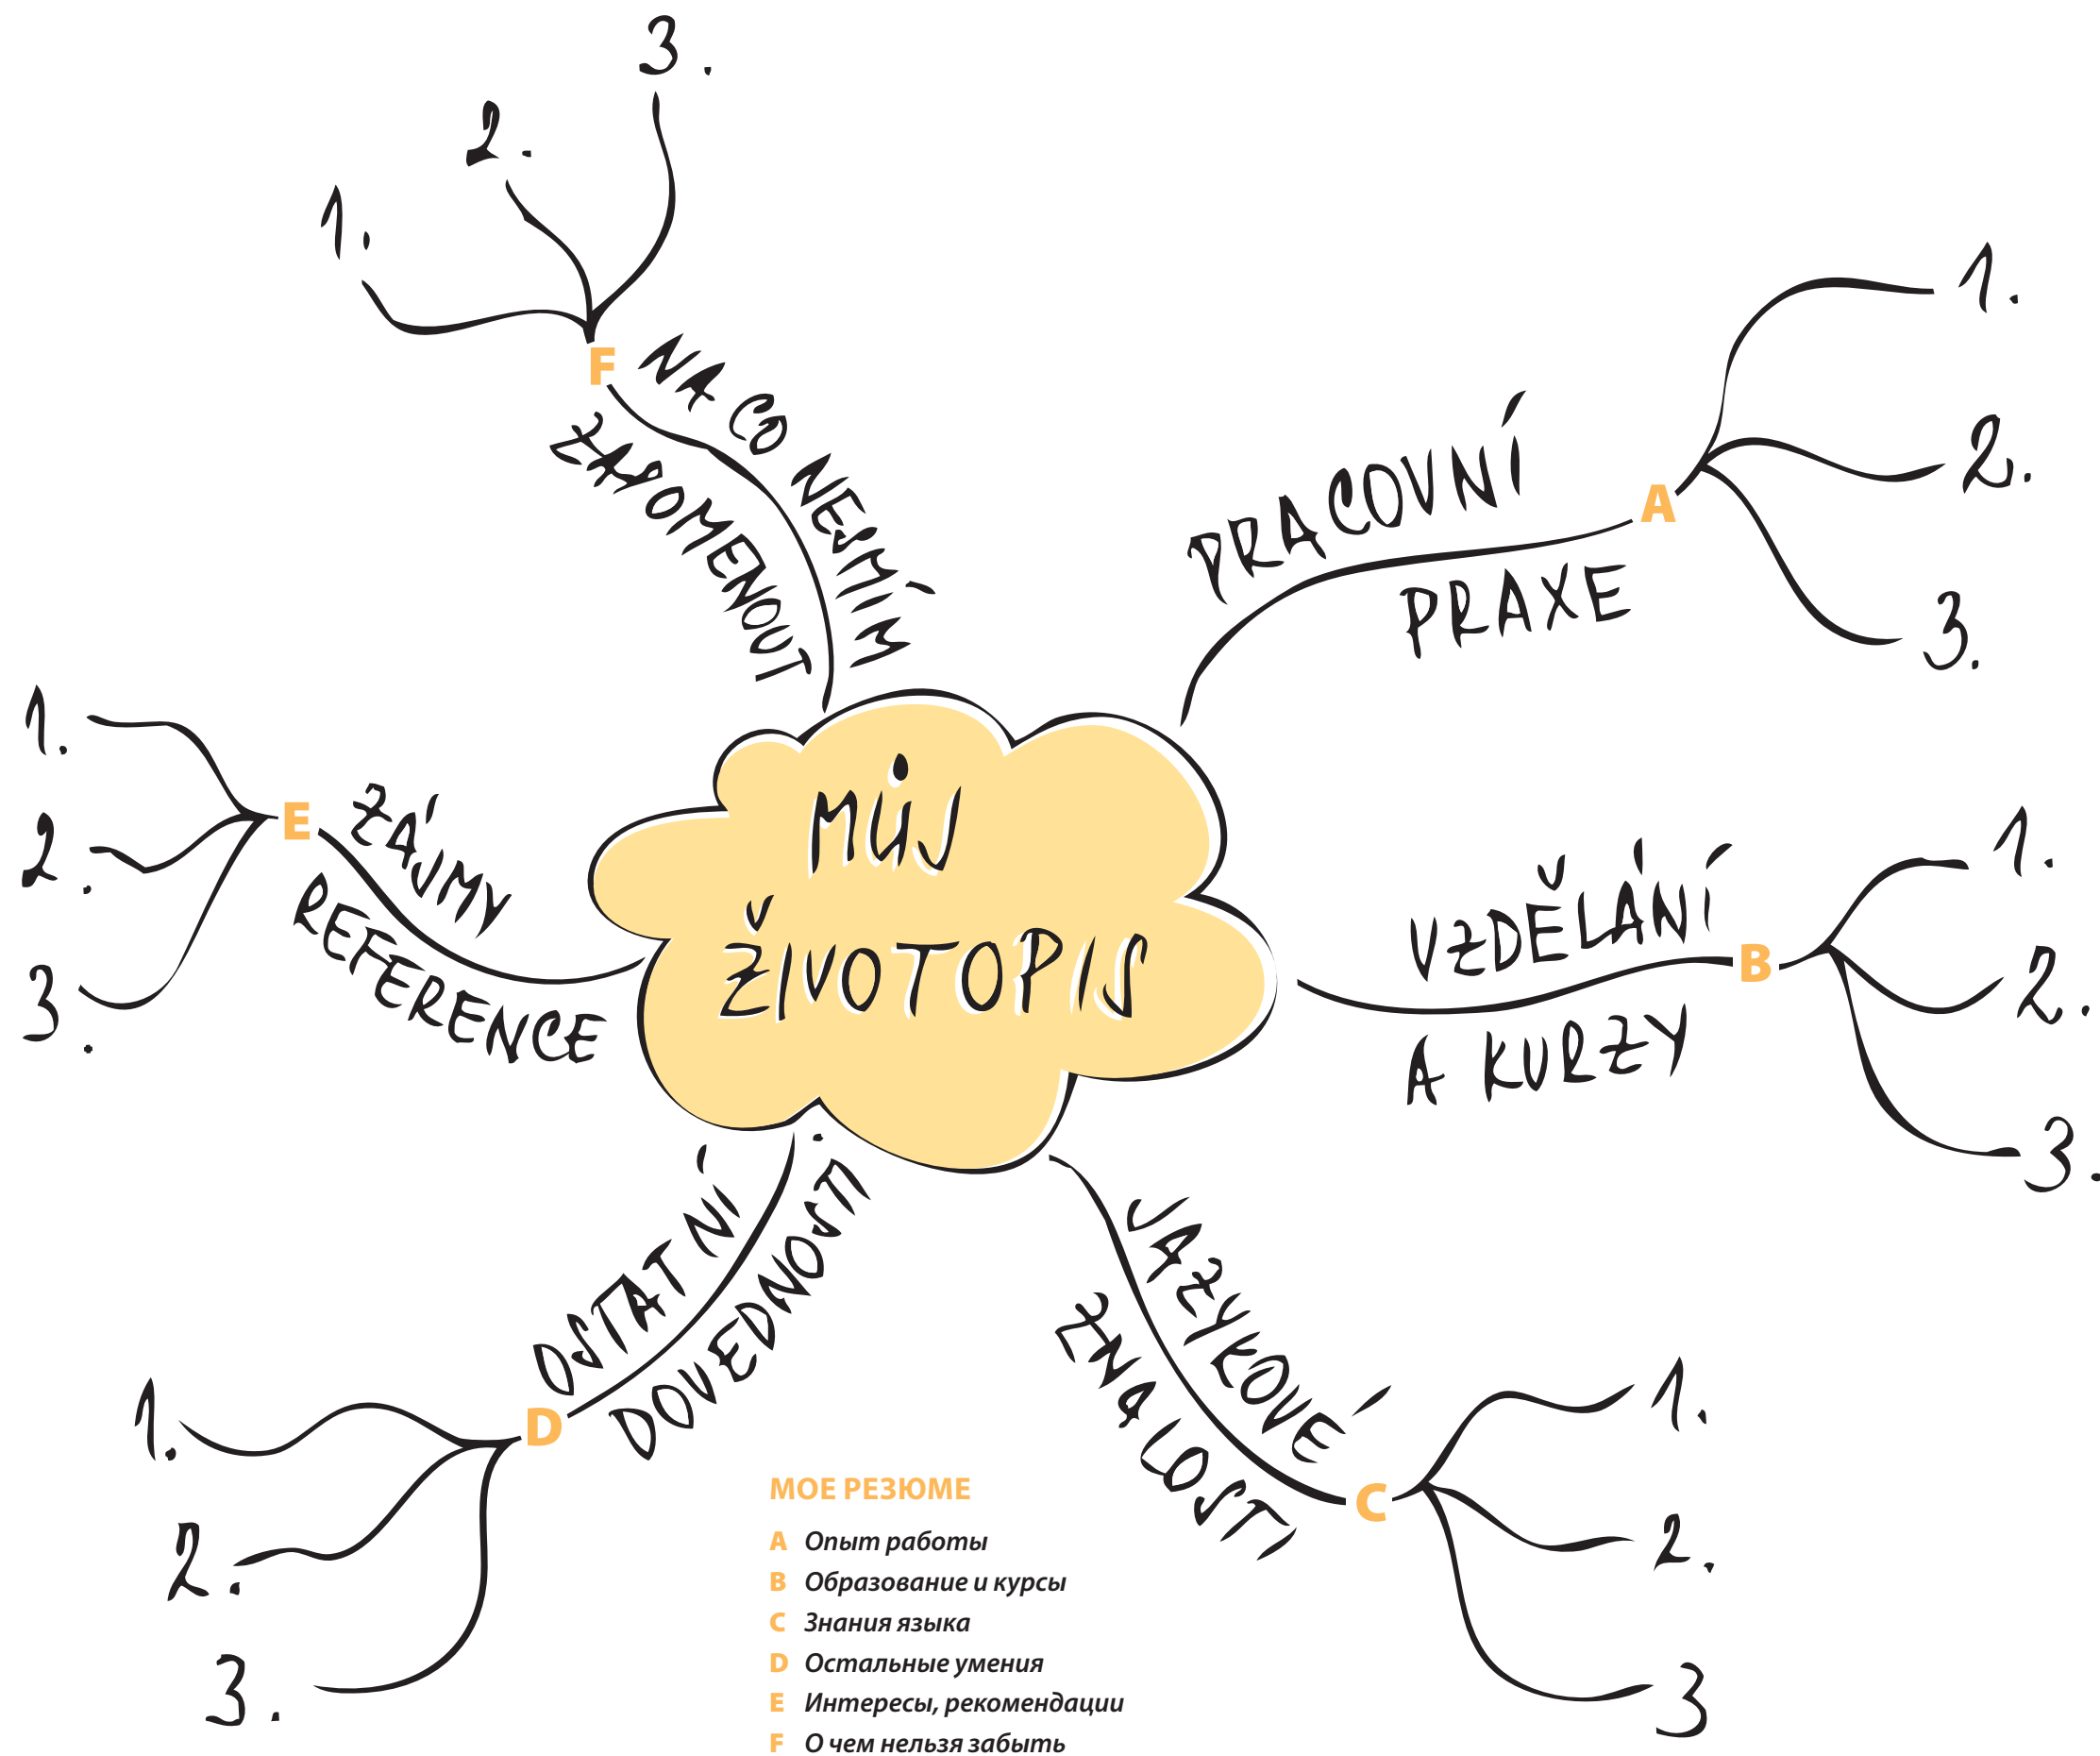 MŮJ
ŽIVOTOPIS
PRACOVNÍ
PRAXE
A
1.
2.
3.
VZDĚLÁNÍ
A KURZY
B
1.
2.
3.
JAZYKOVÉ
ZNALOSTI
C
1.
2.
3
OSTATNÍ
DOVEDNOSTI
D
1.
2.
3.
ZÁJMY
REFERENCE
E
1.
2.
3.
NA CO NESMÍM
ZAPOMENOUT
F
1.
2.
3.
МОЕ РЕЗЮМЕ
A Опыт работы
B Образование и курсы
C Знания языка
D Остальные умения
E Интересы, рекомендации
F О чем нельзя забыть